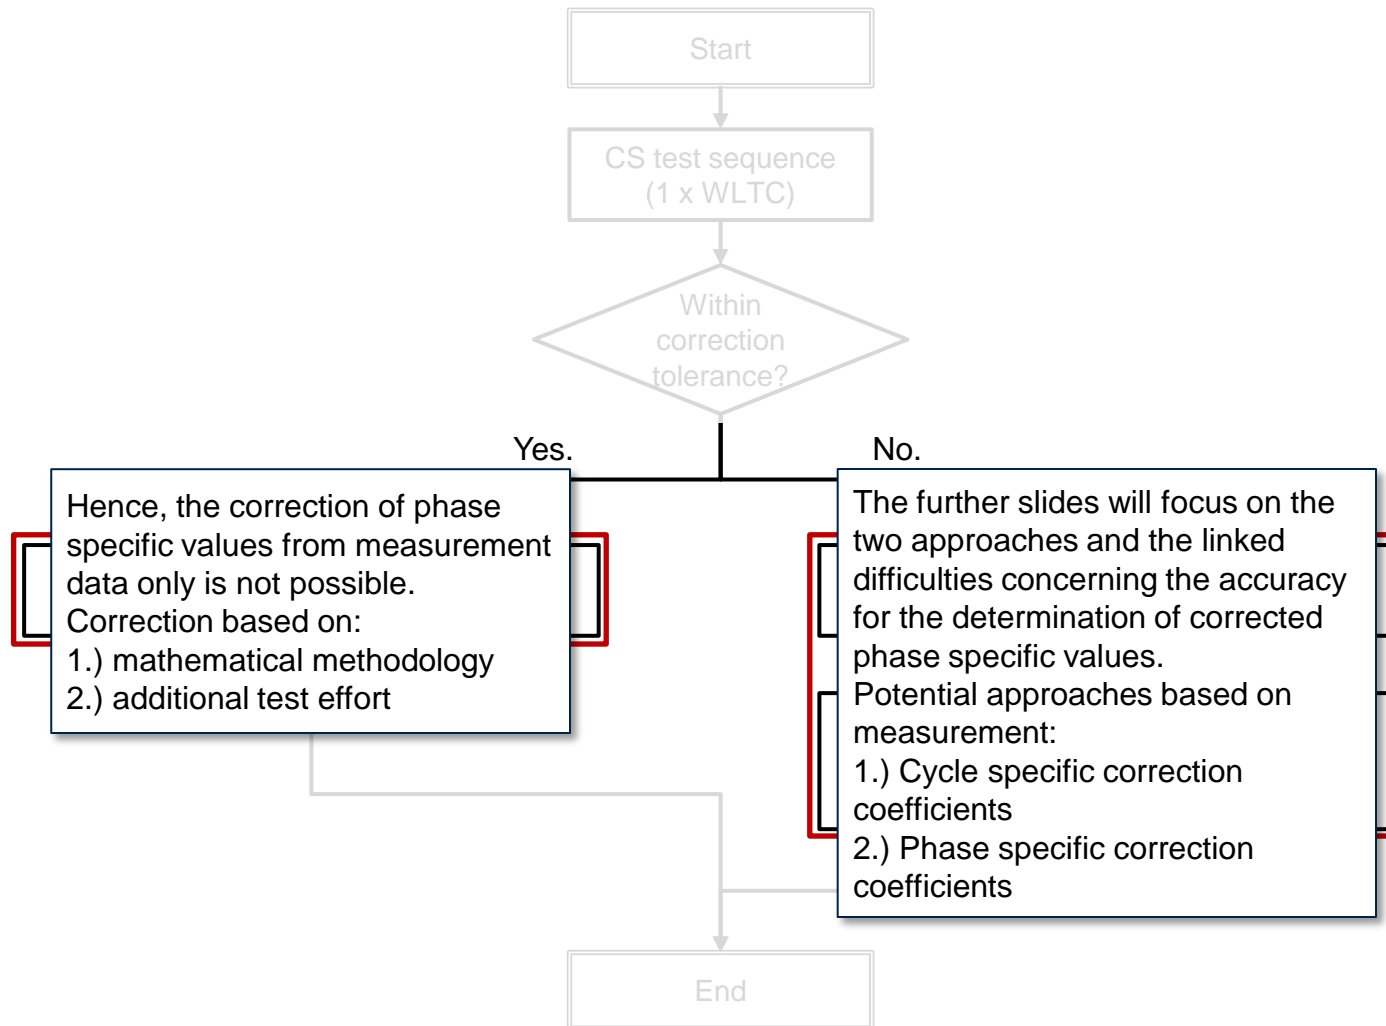 Start
CS test sequence
(1 x WLTC)
Within
correction
tolerance?
Yes.
No.
Hence, the correction of phase
specific values from measurement
data only is not possible.
Correction based on:
1.) mathematical methodology
2.) additional test effort
The further slides will focus on the
two approaches and the linked
difficulties concerning the accuracy
for the determination of corrected
phase specific values.
Potential approaches based on
measurement:
1.) Cycle specific correction
coefficients
2.) Phase specific correction
coefficients
End